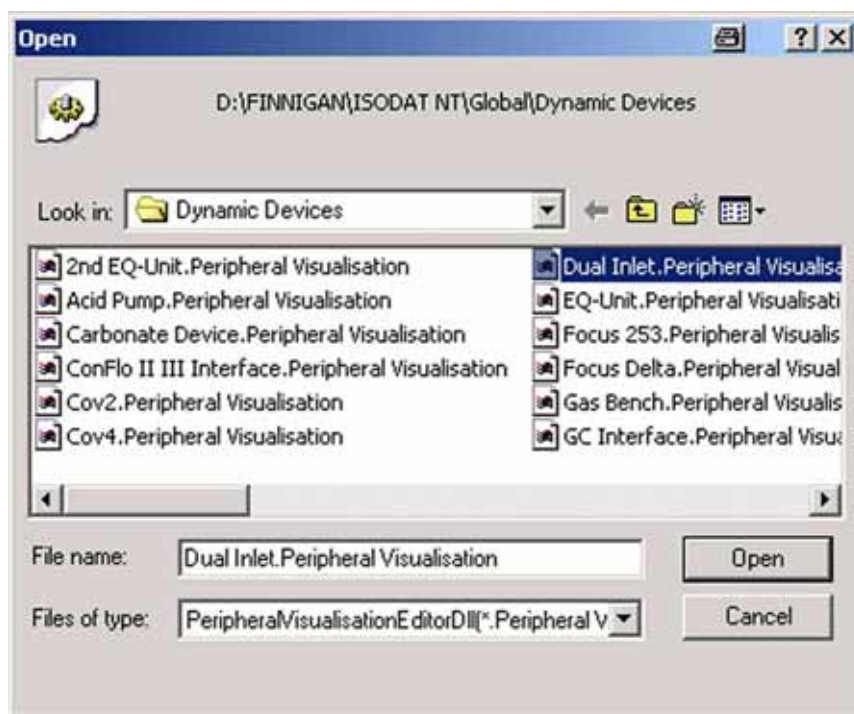 Open
D:\FINNIGAN\ISODAT NT\Global\Dynamic Devices
Look in: Dynamic Devices
2nd EQ-Unit.Peripheral Visualisation
Acid Pump.Peripheral Visualisation
Carbonate Device.Peripheral Visualisation
ConFlo II III Interface.Peripheral Visualisation
Cov2.Peripheral Visualisation
Cov4.Peripheral Visualisation
Dual Inlet.Peripheral Visualisa
EQ-Unit.Peripheral Visualisati
Focus 253.Peripheral Visualis
Focus Delta.Peripheral Visual
Gas Bench.Peripheral Visualis
GC Interface.Peripheral Visua
File name: Dual Inlet.Peripheral Visualisation
Open
Files of type: PeripheralVisualisationEditorDll(*.Peripheral V
Cancel